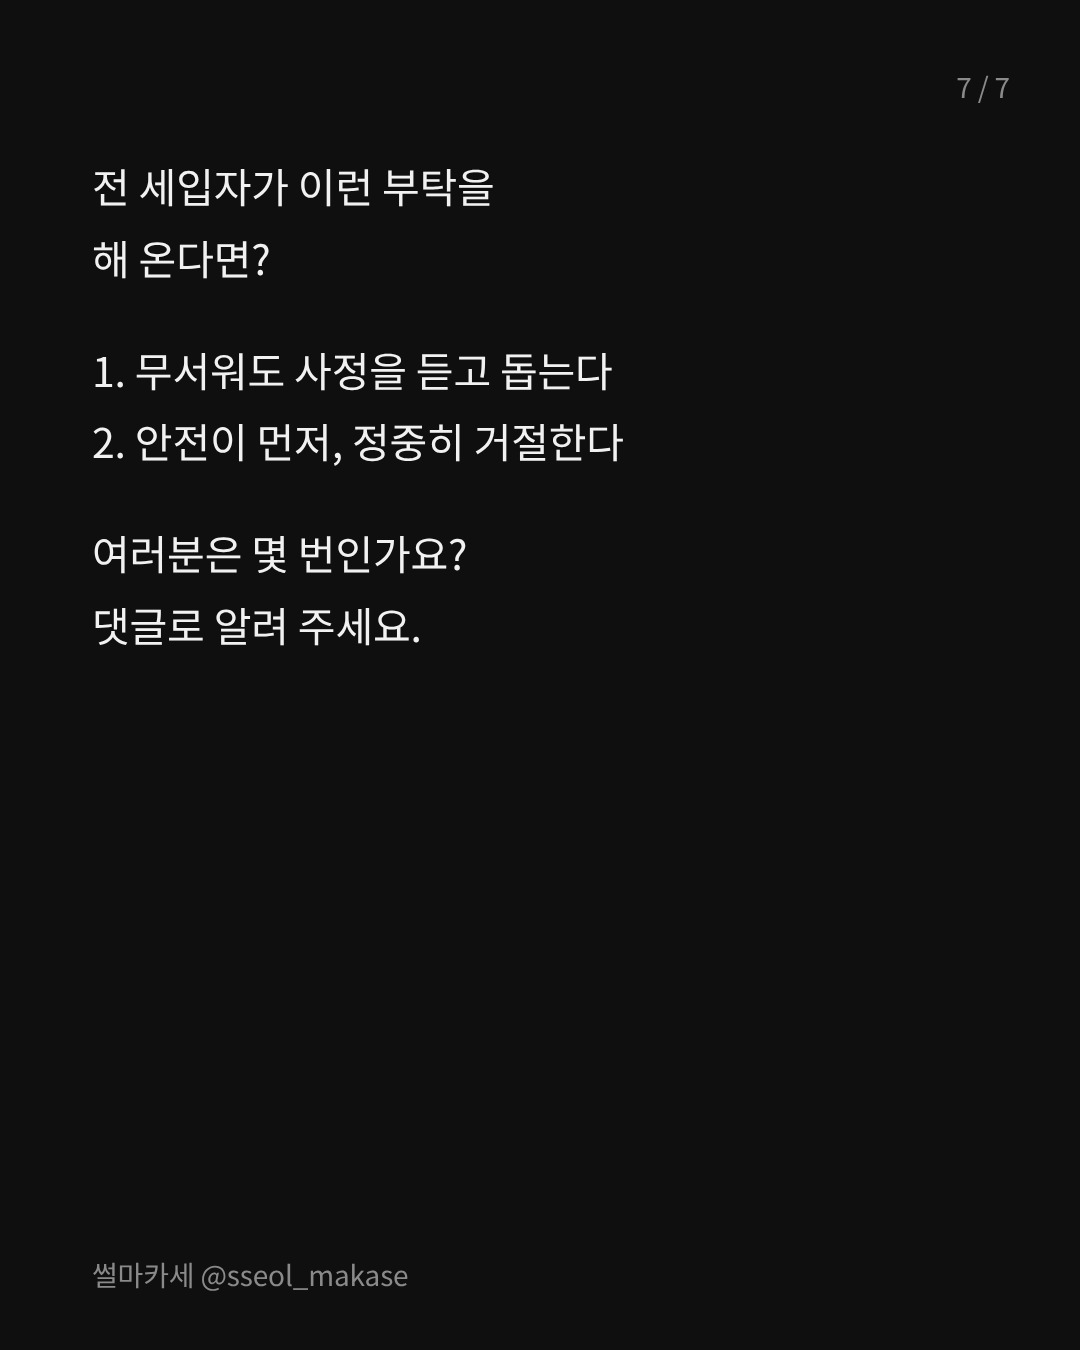 7 / 7
전 세입자가 이런 부탁을
해 온다면?
1. 무서워도 사정을 듣고 돕는다
2. 안전이 먼저, 정중히 거절한다
여러분은 몇 번인가요?
댓글로 알려 주세요.
썰마카세 @sseol_makase